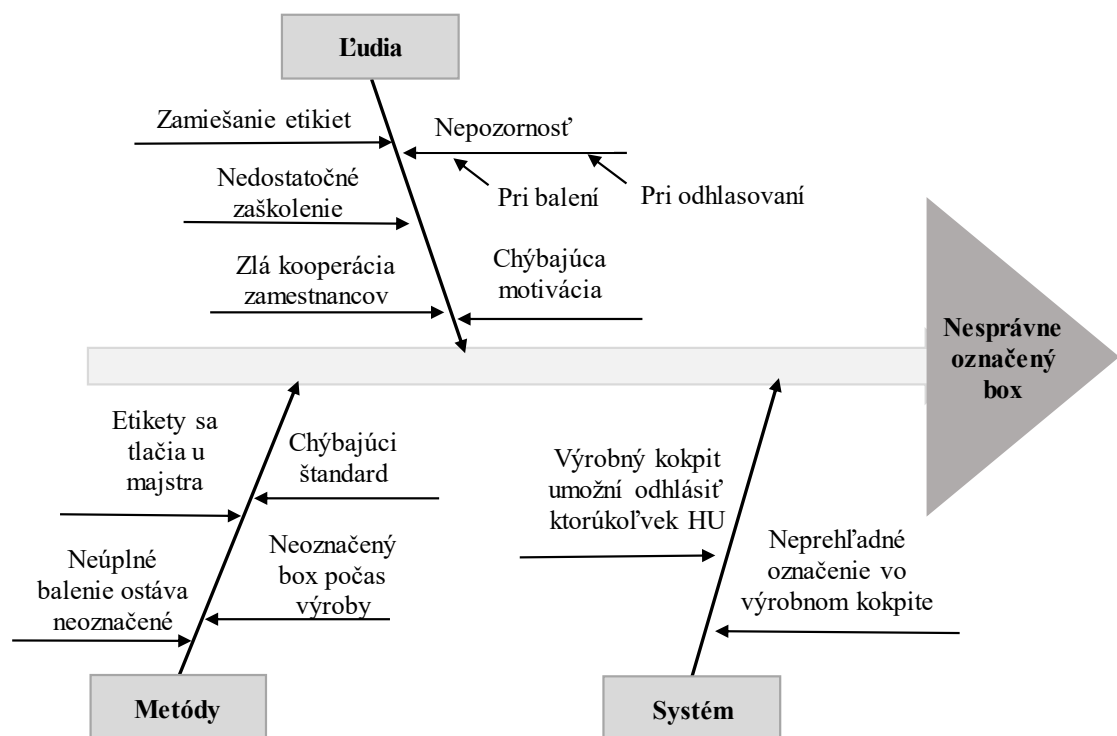 Ľudia
Zamiešanie etikiet
Nepozornosť
Nedostatočné
zaškolenie
Pri balení
Pri odhlasovaní
Zlá kooperácia
zamestnancov
Chýbajúca
motivácia
Nesprávne
označený
box
Etikety sa
tlačia u
majstra
Chýbajúci
štandard
Neúplné
balenie ostáva
neoznačené
Neoznačený
box počas
výroby
Výrobný kokpit
umožní odhlásiť
ktorúkoľvek HU
Neprehľadné
označenie vo
výrobnom kokpite
Metódy
Systém